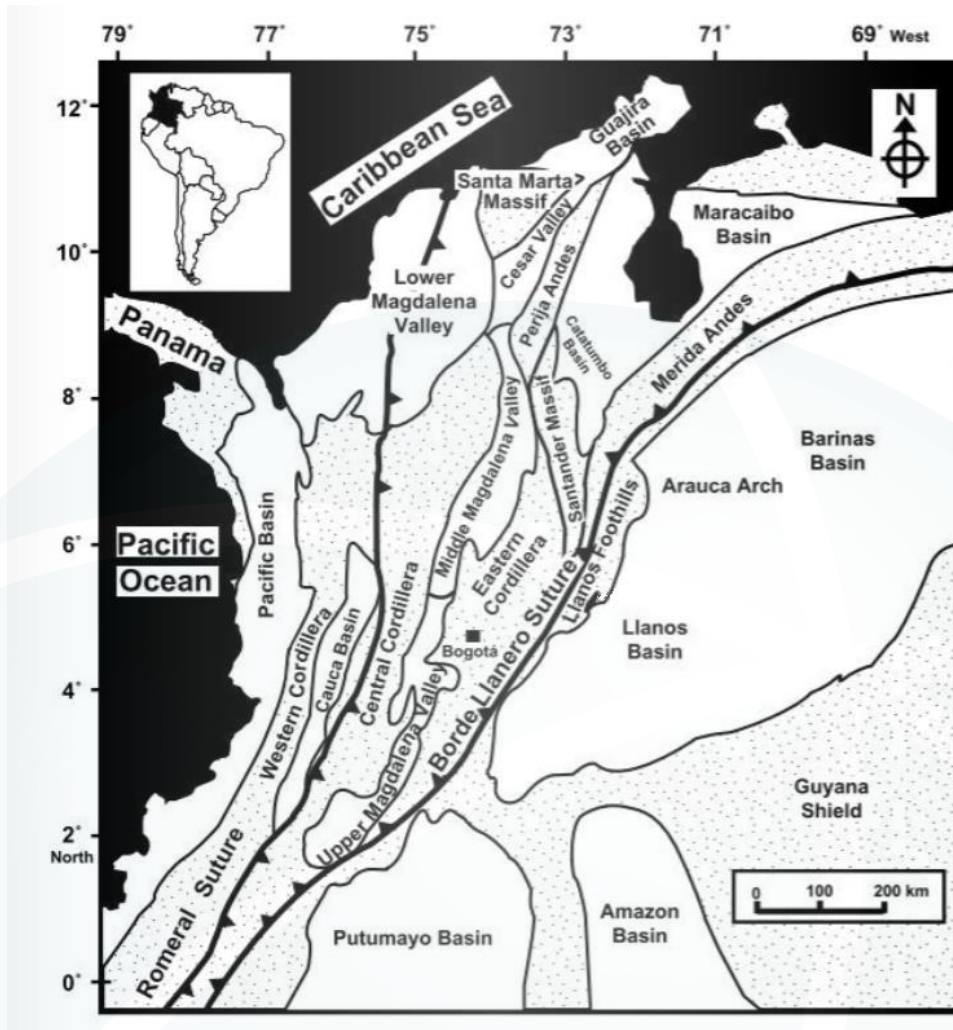 79°
77°
75°
73°
71°
69° West
12°
10°
8°
6°
4°
2°
North
0°
N
Caribbean Sea
Guajira
Basin
Santa Marta
Massif
Maracaibo
Basin
Cesar Valley
Perija Andes
Lower
Magdalena
Valley
Panama
Catatumbo
Basin
Merida Andes
Santander Massif
Middle Magdalena Valley
Barinas
Basin
Arauca Arch
Pacific
Ocean
Pacific Basin
Eastern
Cordillera
Llanos Foothills
Llanos
Basin
Bogotá
Western Cordillera
Cauca Basin
Central Cordillera
Borde Llanero Suture
Upper Magdalena Valley
Guyana
Shield
Romeral Suture
Putumayo Basin
Amazon
Basin
0 100 200 km